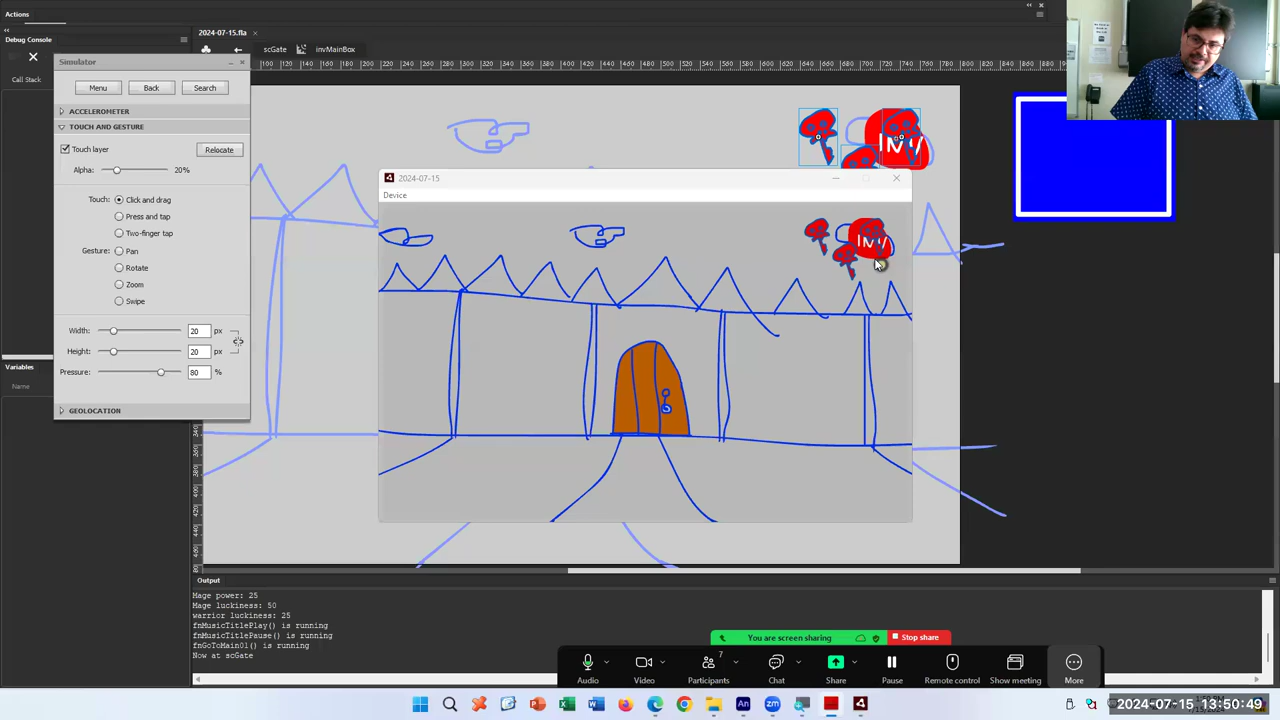 Actions
Debug Console
2024-07-15.fla
scGate
invMainBox
Call Stack
Variables
Name
Simulator
Menu
Back
Search
ACCELEROMETER
TOUCH AND GESTURE
Touch layer
Relocate
Alpha:
20%
Touch:
Click and drag
Press and tap
Two-finger tap
Gesture:
Pan
Rotate
Zoom
Swipe
Width:
20
px
Height:
20
px
Pressure:
80
%
GEOLOCATION
2024-07-15
Device
Output
Mage power: 25
Mage luckiness: 50
warrior luckiness: 25
fnMusicTitlePlay() is running
fnMusicTitlePause() is running
fnGoToMain01() is running
Now at scGate
You are screen sharing
Stop share
7
Audio
Video
Participants
Chat
Share
Pause
Remote control
Show meeting
More
2024-07-15 13:50:49